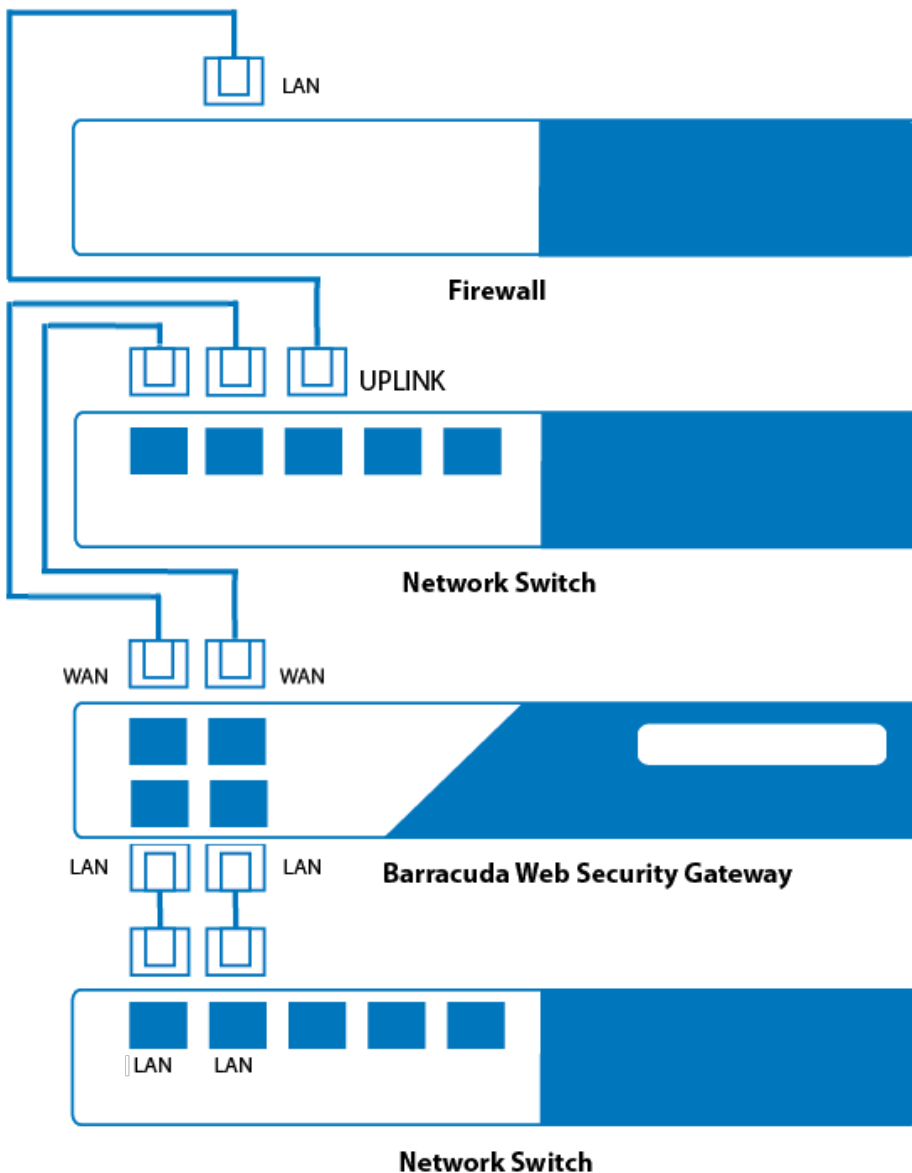 LAN
Firewall
UPLINK
Network Switch
WAN WAN
LAN LAN
Barracuda Web Security Gateway
LAN LAN
Network Switch